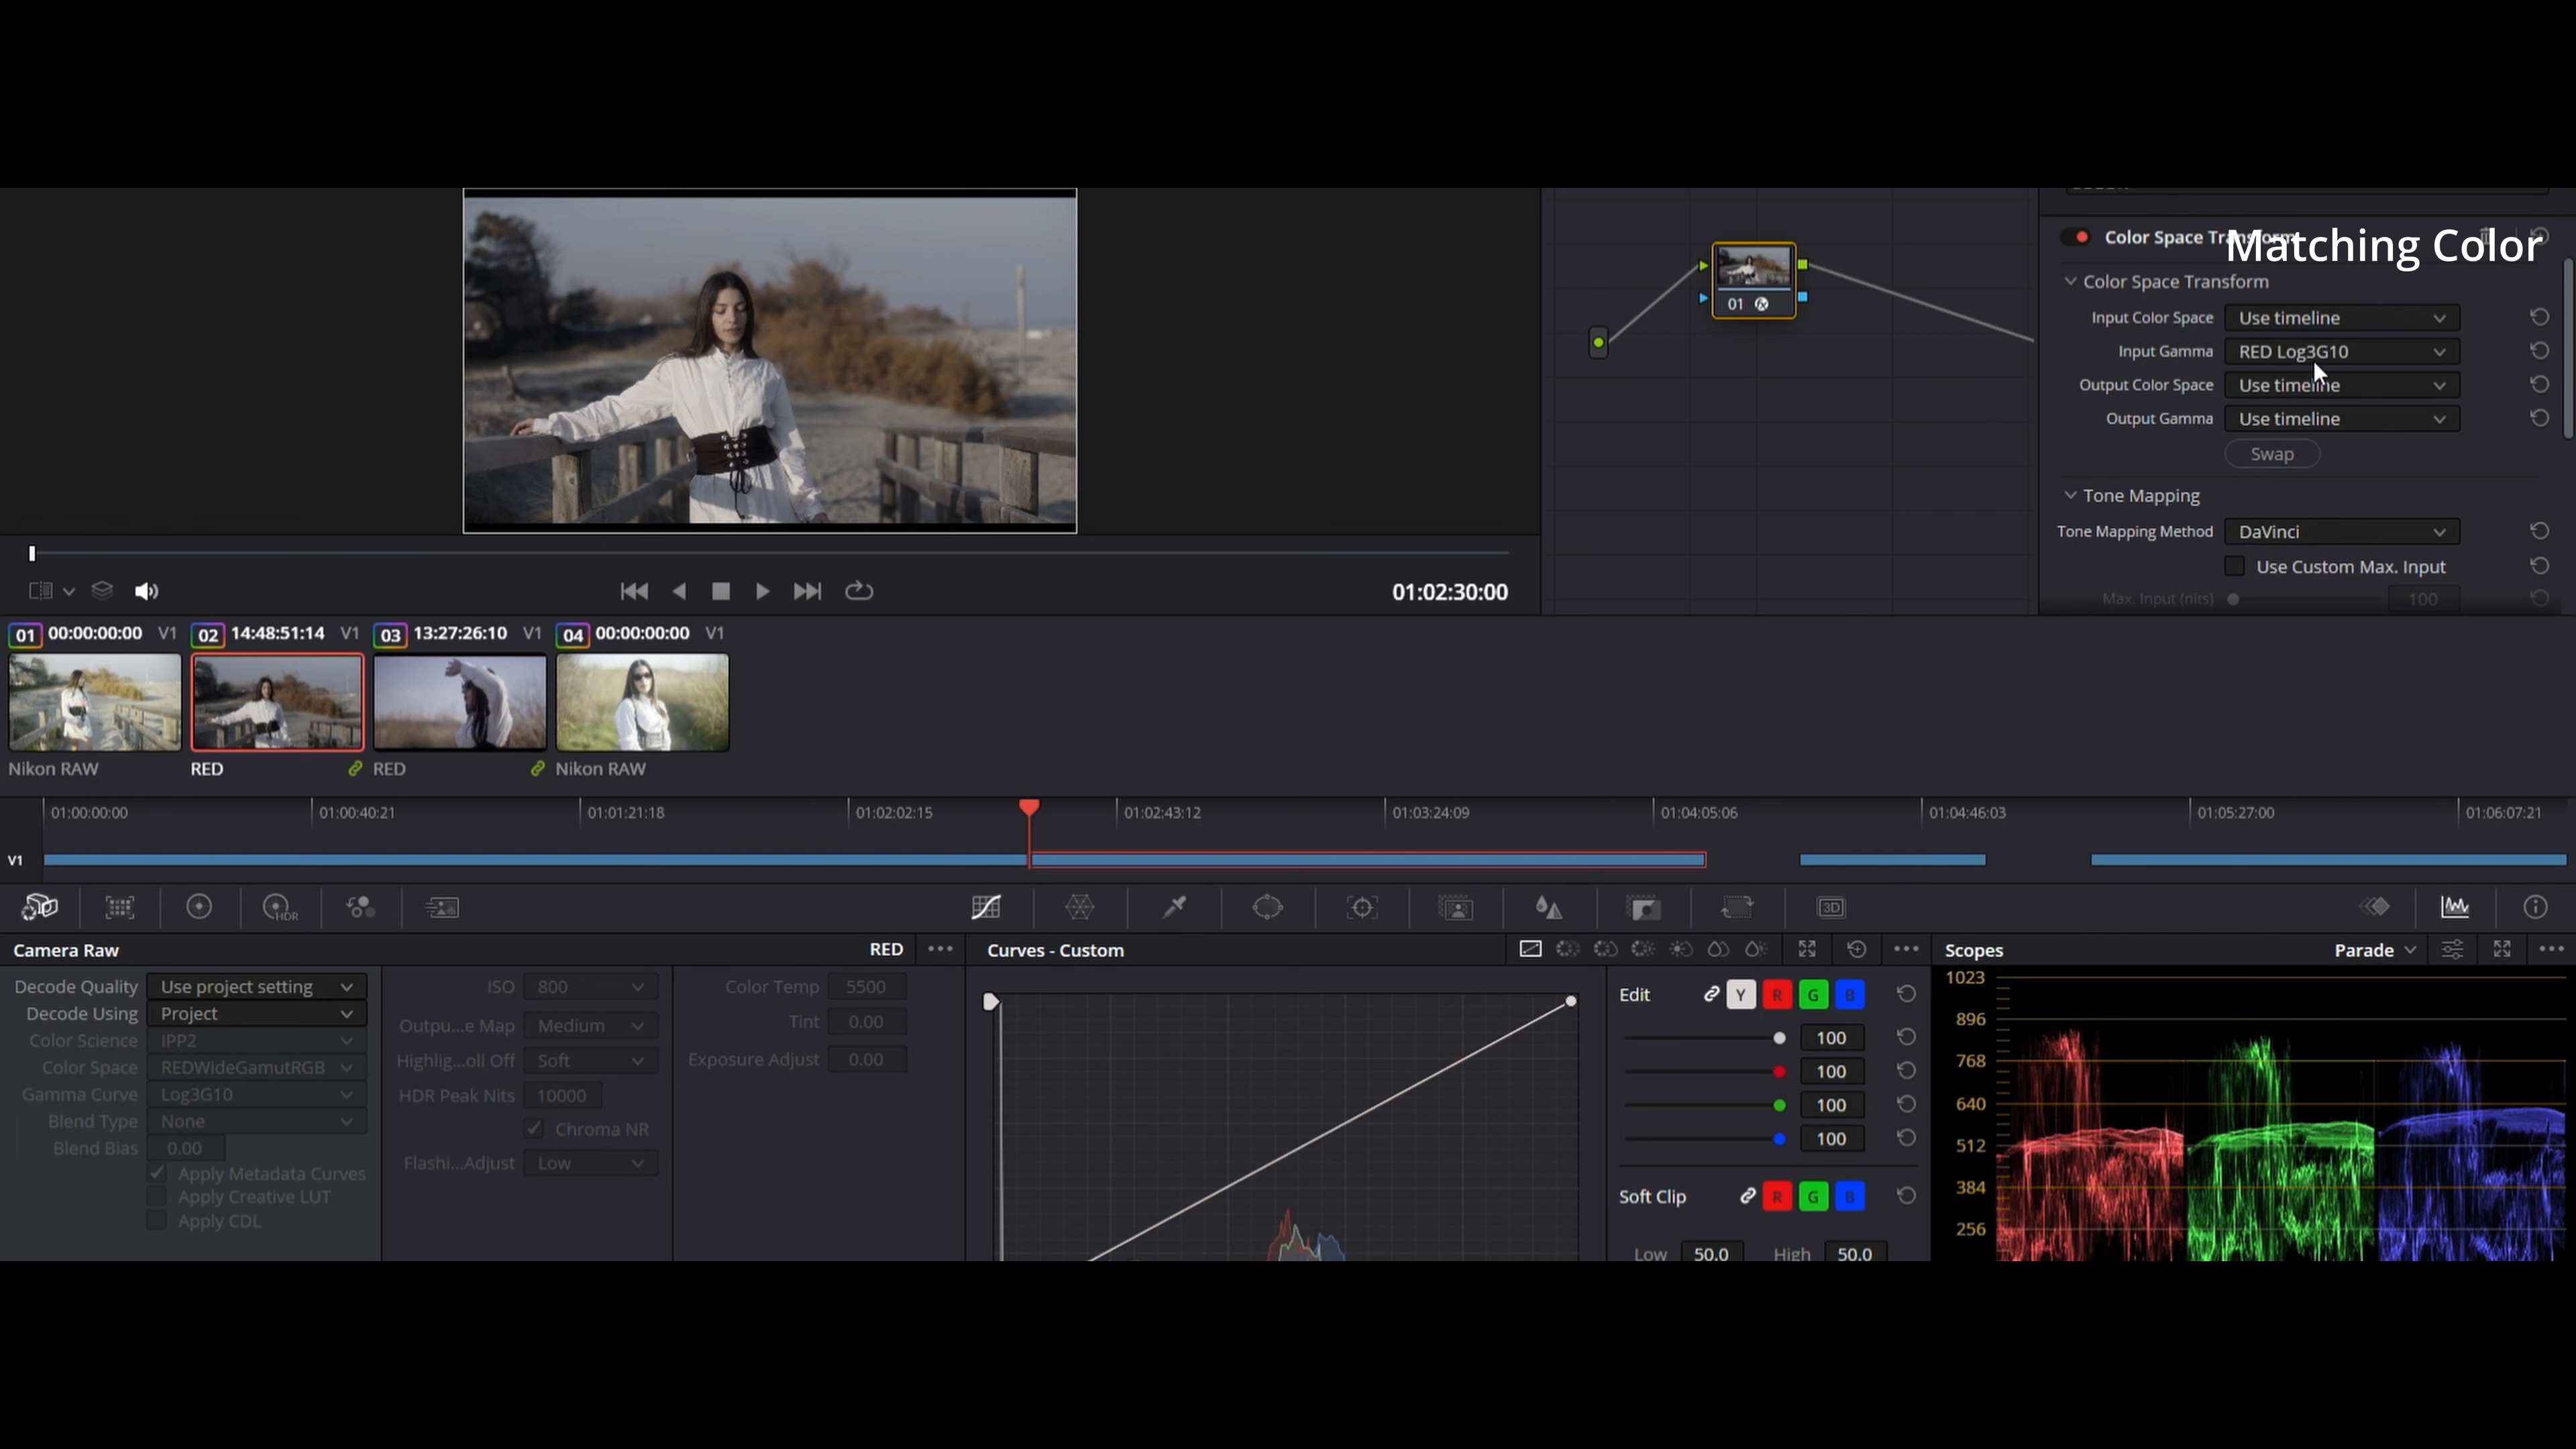 Color Space Transform
Matching Color
Color Space Transform
Input Color Space Use timeline
Input Gamma RED Log3G10
Output Color Space Use timeline
Output Gamma Use timeline
Swap
Tone Mapping
Tone Mapping Method DaVinci
Use Custom Max. Input
Max. Input (nits) 100
01
01:02:30:00
01 00:00:00:00 V1 02 14:48:51:14 V1 03 13:27:26:10 V1 04 00:00:00:00 V1
Nikon RAW RED RED Nikon RAW
01:00:00:00 01:00:40:21 01:01:21:18 01:02:02:15 01:02:43:12 01:03:24:09 01:04:05:06 01:04:46:03 01:05:27:00 01:06:07:21
V1
HDR 3D
Camera Raw RED
Decode Quality Use project setting
Decode Using Project
Color Science IPP2
Color Space REDWideGamutRGB
Gamma Curve Log3G10
Blend Type None
Blend Bias 0.00
Apply Metadata Curves
Apply Creative LUT
Apply CDL
ISO 800
Outpu...e Map Medium
Highlig...oll Off Soft
HDR Peak Nits 10000
Chroma NR
Flashi...Adjust Low
Color Temp 5500
Tint 0.00
Exposure Adjust 0.00
Curves - Custom
Edit Y R G B
100
100
100
100
Soft Clip R G B
Low 50.0 High 50.0
Scopes Parade
1023
896
768
640
512
384
256